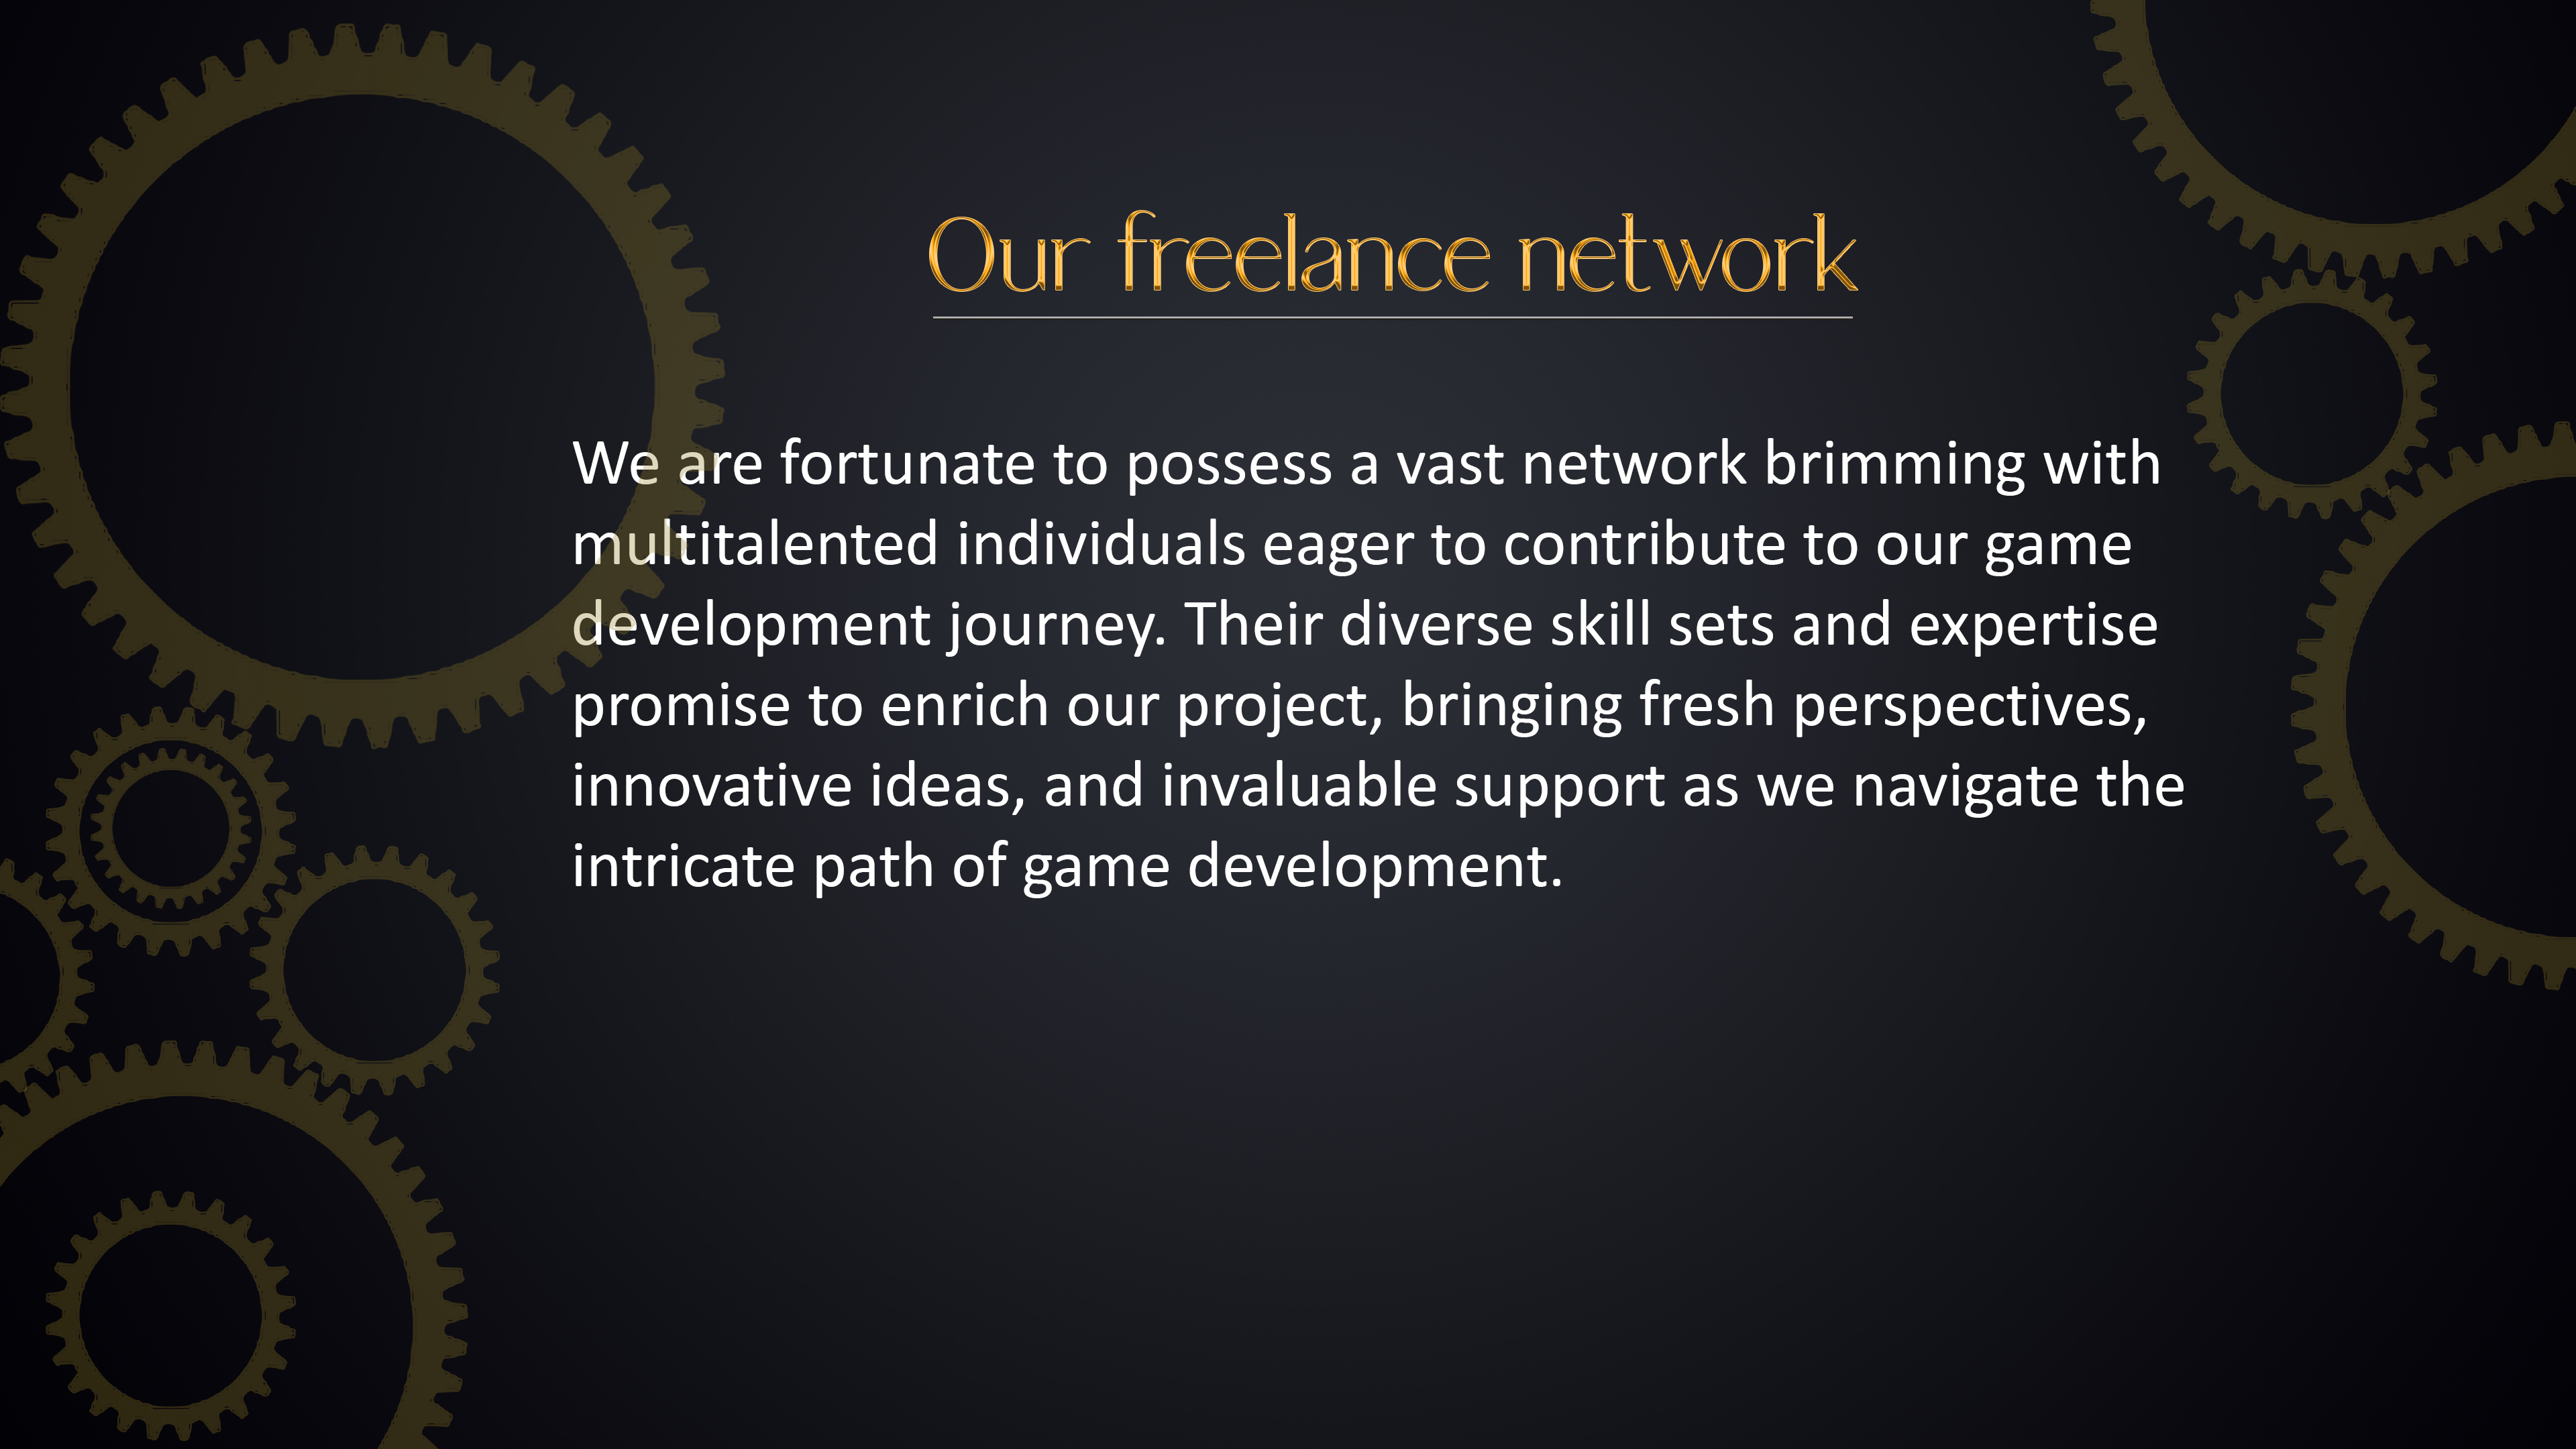 Our freelance network
We are fortunate to possess a vast network brimming with
multitalented individuals eager to contribute to our game
development journey. Their diverse skill sets and expertise
promise to enrich our project, bringing fresh perspectives,
innovative ideas, and invaluable support as we navigate the
intricate path of game development.